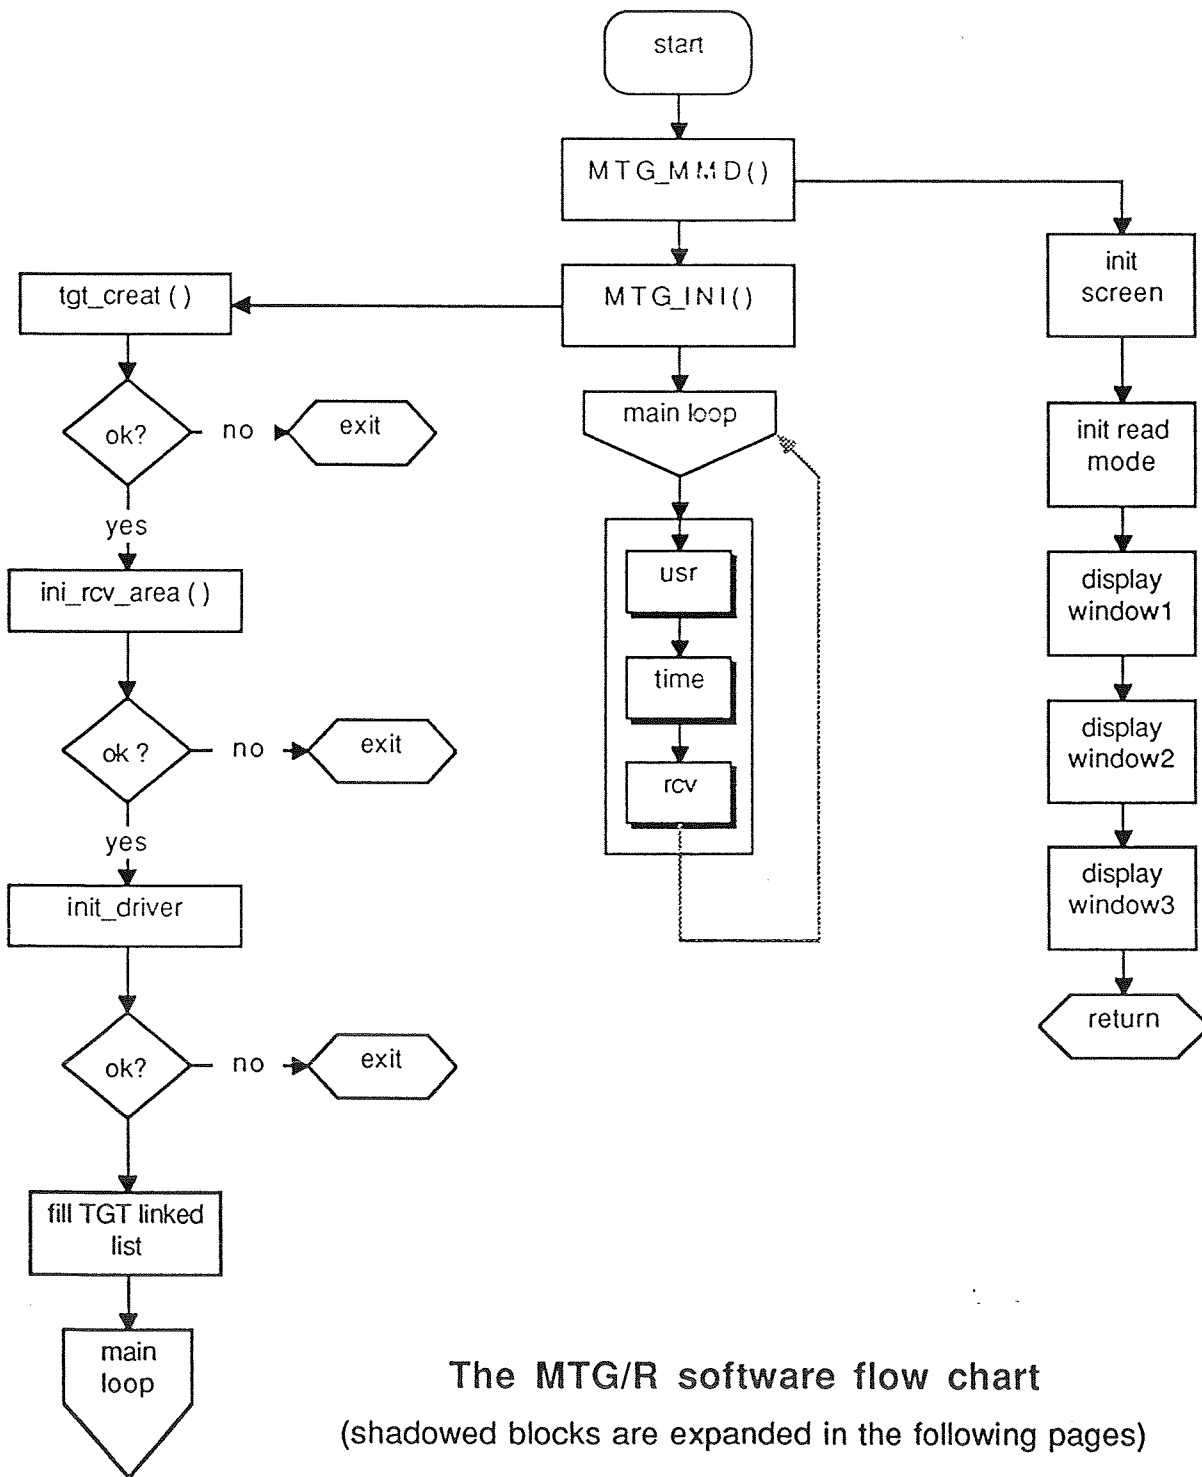 start
MTG_MMD()
MTG_INI()
main loop
usr
time
rcv
tgt_creat ( )
ok?
no
exit
yes
ini_rcv_area ( )
ok ?
no
exit
yes
init_driver
ok?
no
exit
fill TGT linked
list
main
loop
init
screen
init read
mode
display
window1
display
window2
display
window3
return
The MTG/R software flow chart
(shadowed blocks are expanded in the following pages)